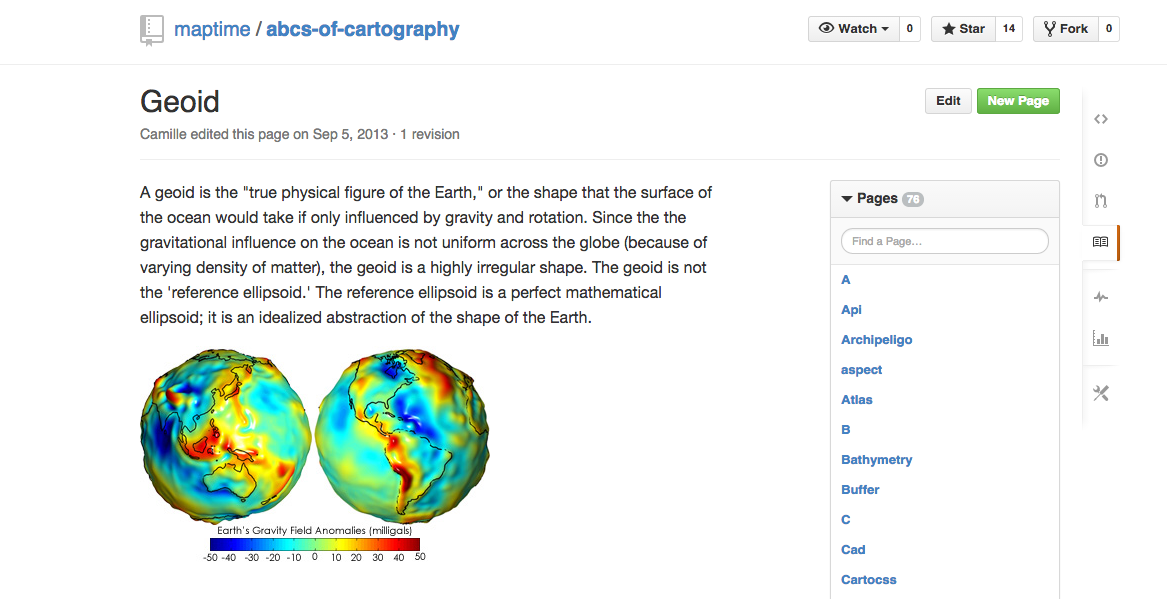 maptime / abcs-of-cartography
Watch 0 Star 14 Fork 0
Geoid
Edit New Page
Camille edited this page on Sep 5, 2013 · 1 revision
A geoid is the "true physical figure of the Earth," or the shape that the surface of
the ocean would take if only influenced by gravity and rotation. Since the the
gravitational influence on the ocean is not uniform across the globe (because of
varying density of matter), the geoid is a highly irregular shape. The geoid is not
the 'reference ellipsoid.' The reference ellipsoid is a perfect mathematical
ellipsoid; it is an idealized abstraction of the shape of the Earth.
Earth's Gravity Field Anomalies (milligals)
-50 -40 -30 -20 -10 0 10 20 30 40 50
Pages 76
Find a Page...
A
Api
Archipeligo
aspect
Atlas
B
Bathymetry
Buffer
C
Cad
Cartocss